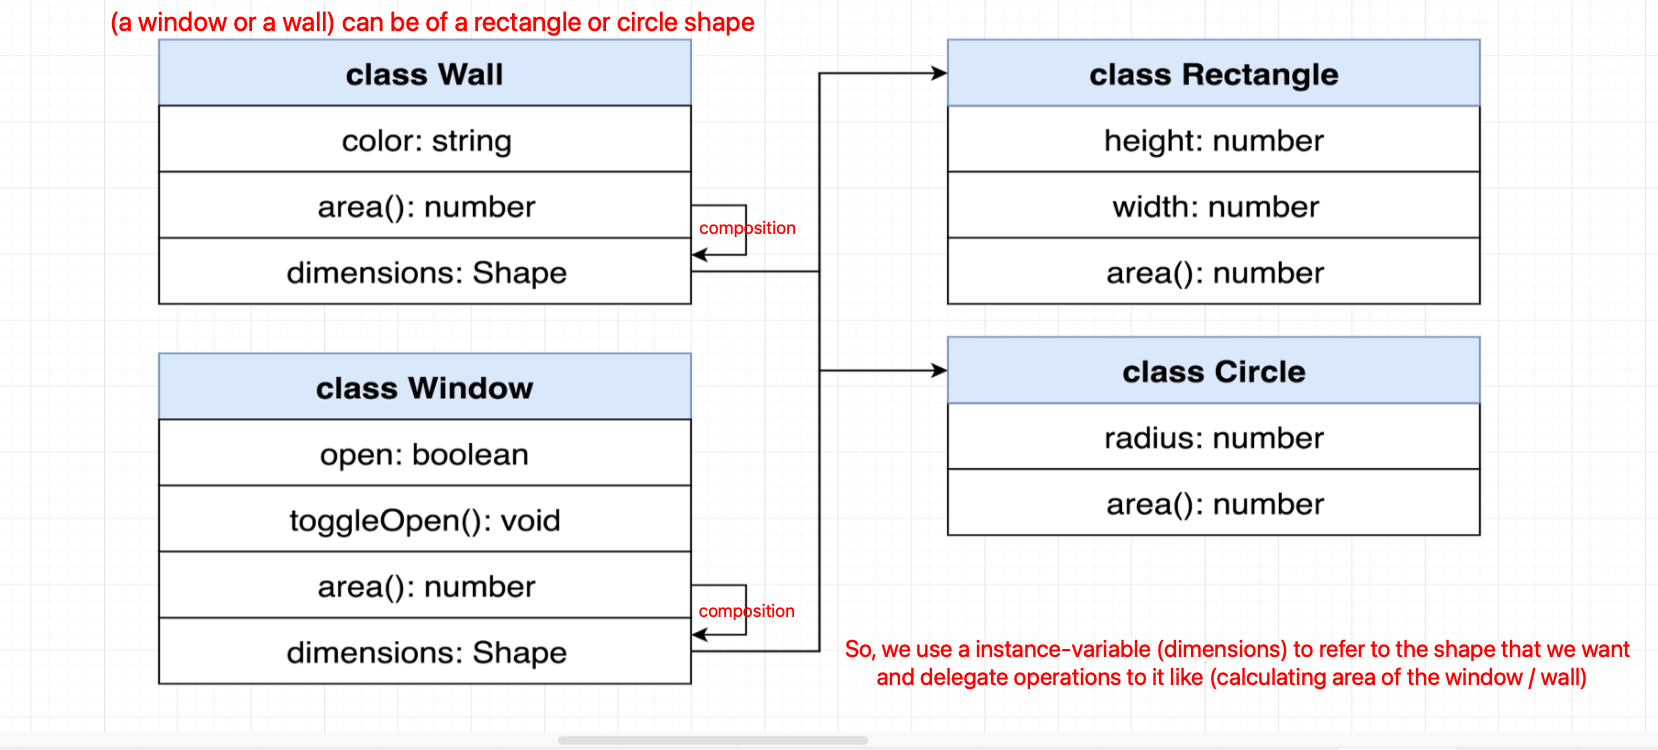 (a window or a wall) can be of a rectangle or circle shape
class Wall
color: string
area(): number
composition
dimensions: Shape
class Window
open: boolean
toggleOpen(): void
area(): number
composition
dimensions: Shape
class Rectangle
height: number
width: number
area(): number
class Circle
radius: number
area(): number
So, we use a instance-variable (dimensions) to refer to the shape that we want
and delegate operations to it like (calculating area of the window / wall)